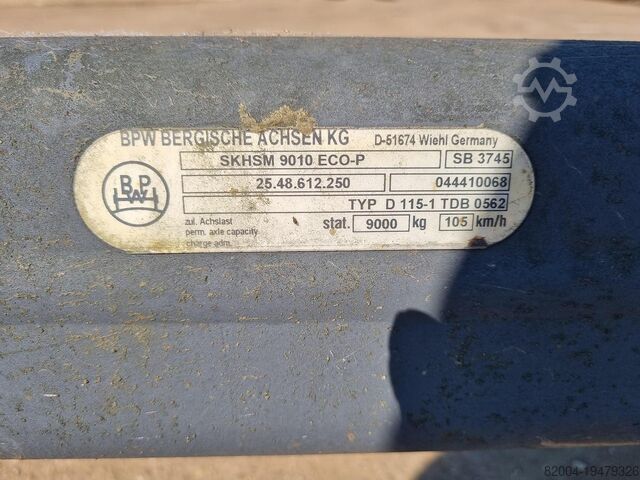 BPW BERGISCHE ACHSEN KG D-51674 Wiehl Germany
SKHSM 9010 ECO-P SB 3745
BPW
25.48.612.250 044410068
TYP D 115-1 TDB 0562
zul. Achslast
perm. axle capacity
charge adm.
stat. 9000 kg 105 km/h
82004-19479326